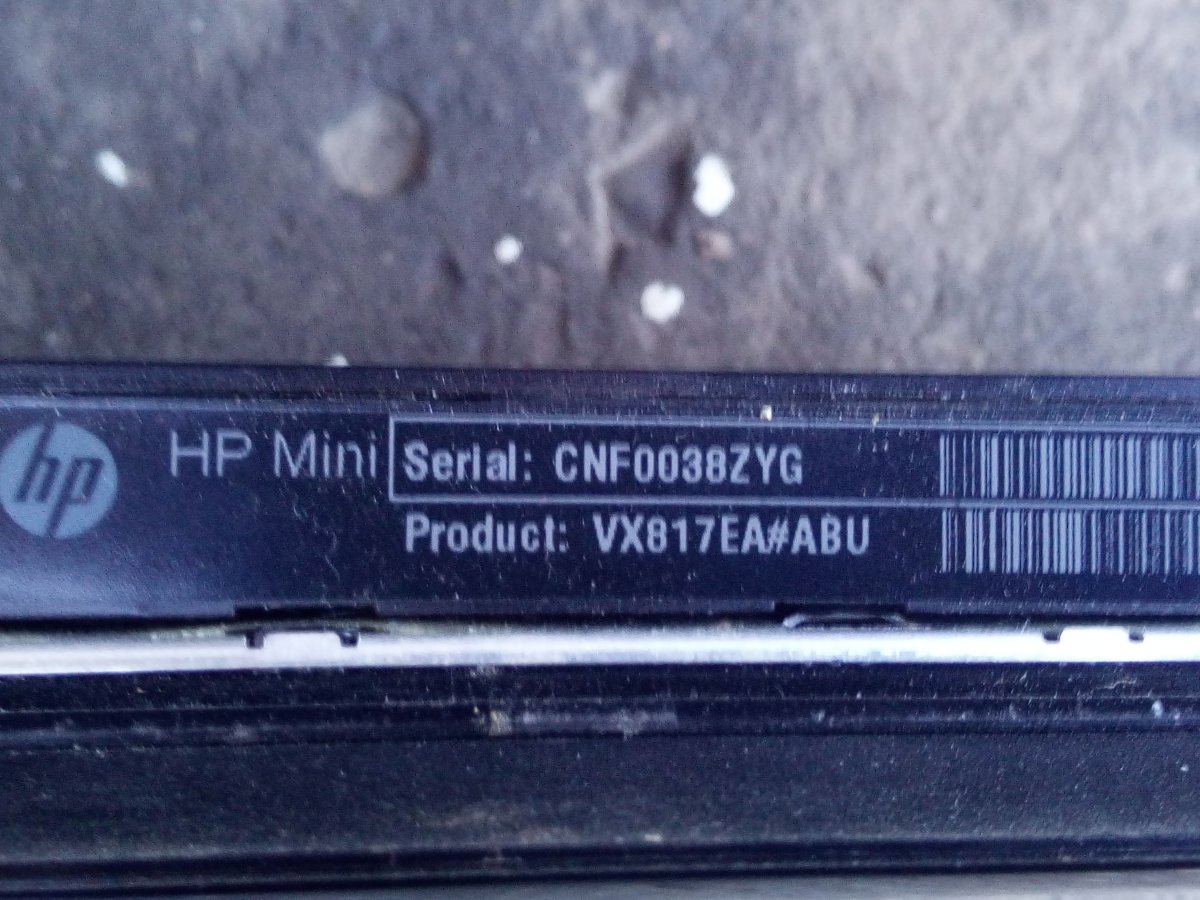 hp
HP Mini
Serial: CNF0038ZYG
Product: VX817EA#ABU